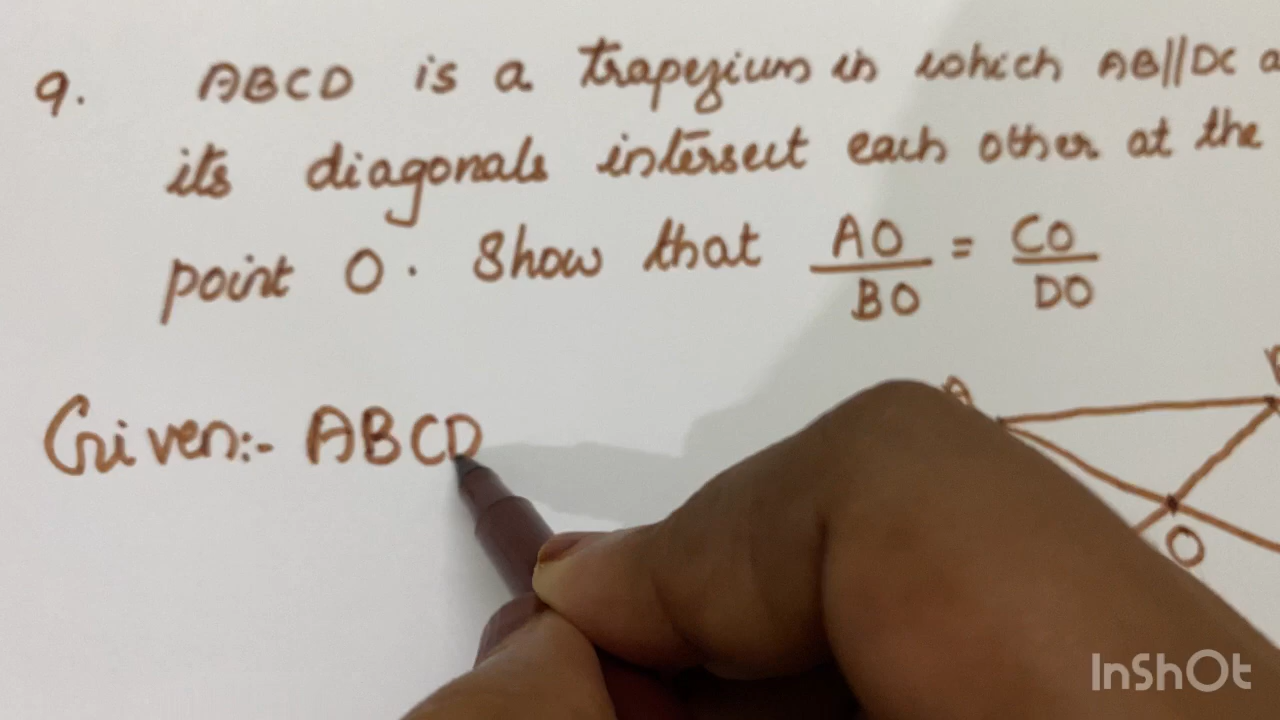 9. ABCD is a trapezium in which AB||DC a
its diagonals intersect each other at the
point O. Show that AO/BO = CO/DO
Given:- ABCD
A
O
InShOt